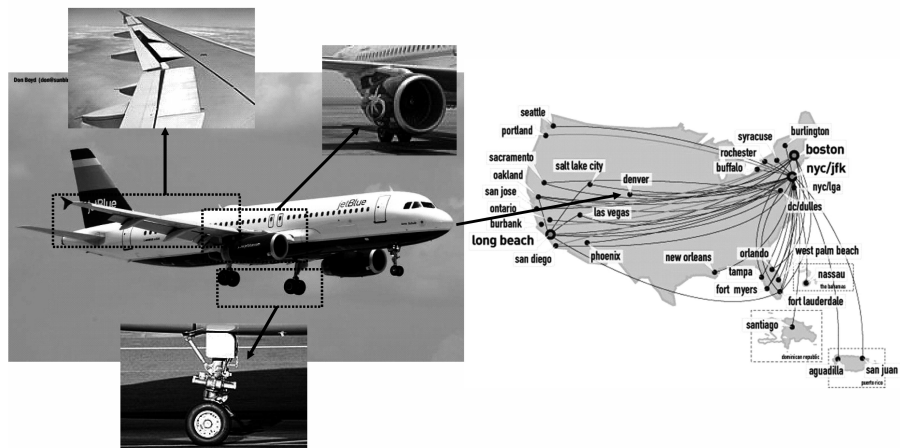 Don Boyd
jetBlue
jetBlue
seattle
portland
sacramento
oakland
san jose
ontario
burbank
long beach
san diego
salt lake city
denver
las vegas
phoenix
new orleans
syracuse
rochester
buffalo
burlington
boston
nyc/jfk
nyc/lga
dc/dulles
orlando
tampa
fort myers
west palm beach
nassau
the bahamas
fort lauderdale
santiago
dominican republic
aguadilla
san juan
puerto rico